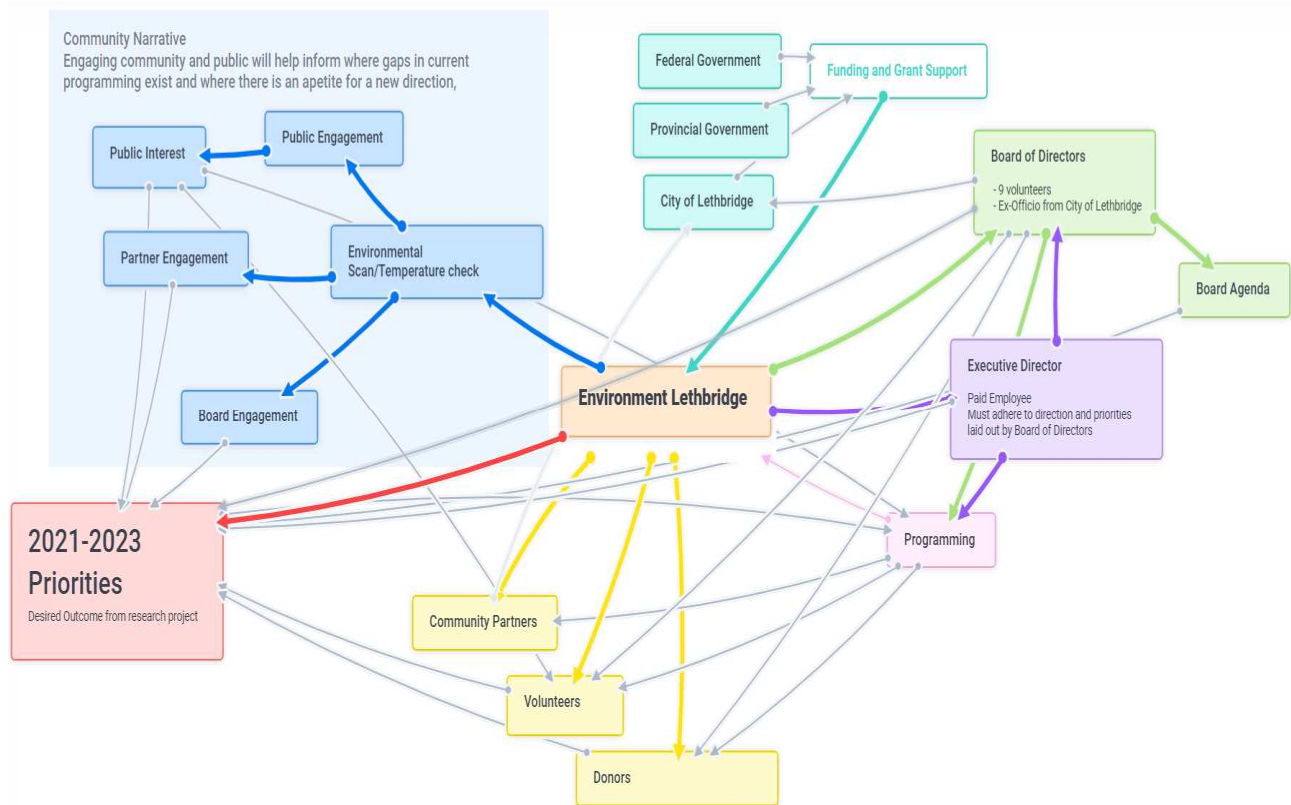 Community Narrative
Engaging community and public will help inform where gaps in current
programming exist and where there is an apetite for a new direction,
Public Interest
Public Engagement
Partner Engagement
Environmental
Scan/Temperature check
Board Engagement
Federal Government
Funding and Grant Support
Provincial Government
City of Lethbridge
Board of Directors
- 9 volunteers
- Ex-Officio from City of Lethbridge
Board Agenda
Executive Director
Paid Employee
Must adhere to direction and priorities
laid out by Board of Directors
Environment Lethbridge
2021-2023
Priorities
Desired Outcome from research project
Programming
Community Partners
Volunteers
Donors